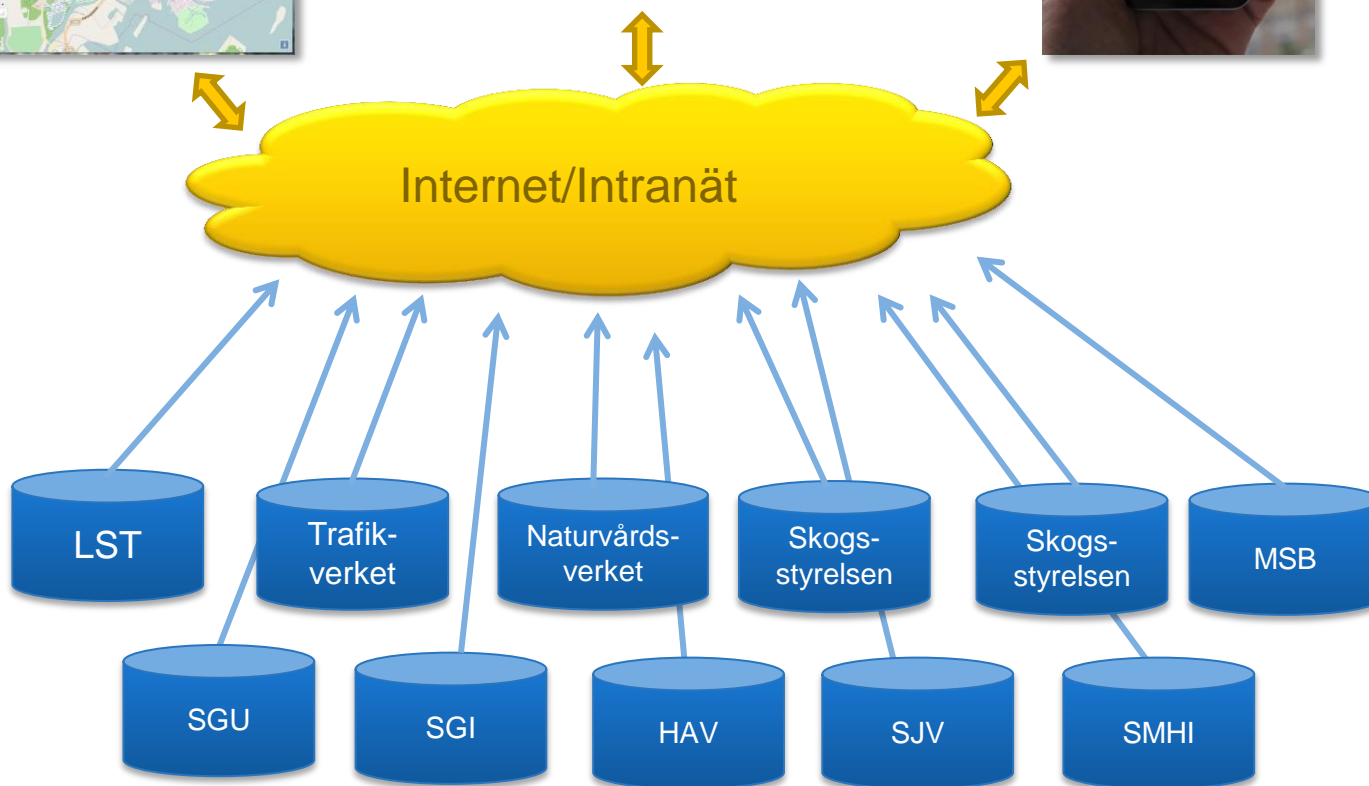 Internet/Intranät
LST
Trafik-
verket
Naturvårds-
verket
Skogs-
styrelsen
Skogs-
styrelsen
MSB
SGU
SGI
HAV
SJV
SMHI